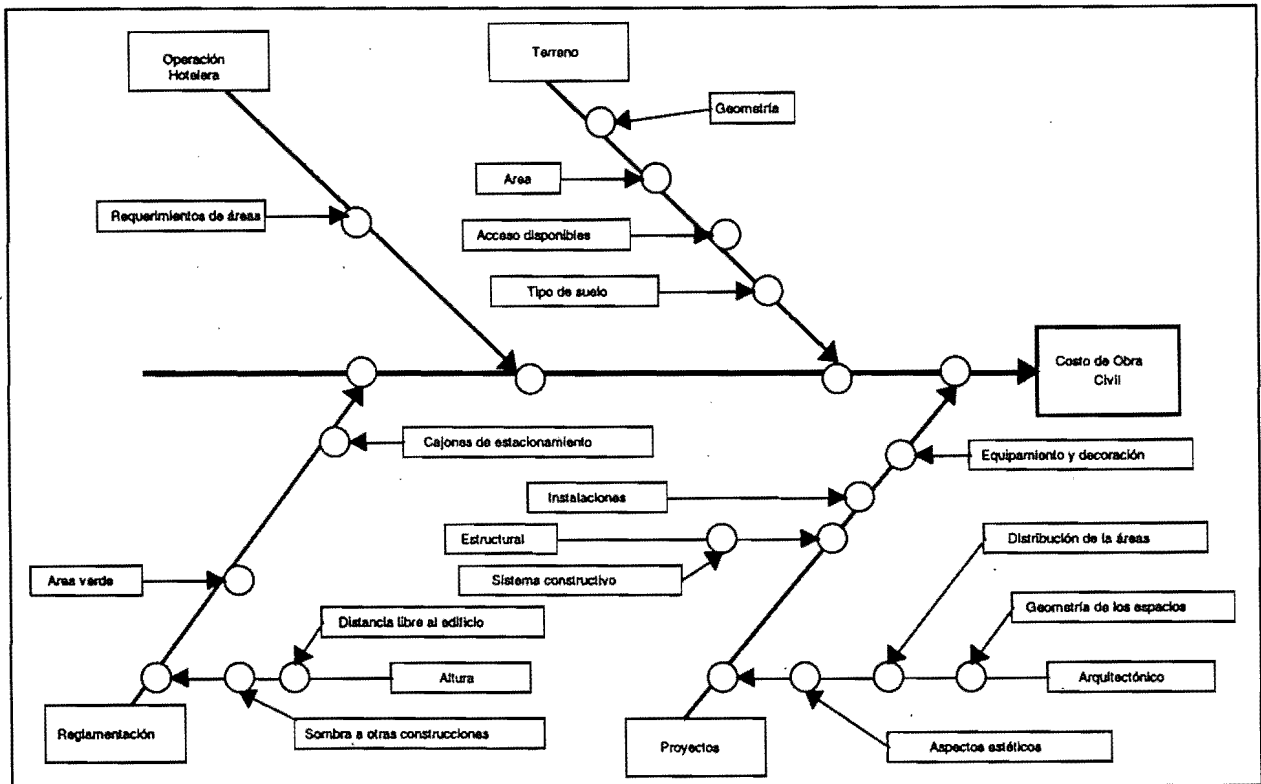 Operación
Hotelera
Terreno
Geometría
Area
Requerimientos de áreas
Acceso disponibles
Tipo de suelo
Costo de Obra
Civil
Cajones de estacionamiento
Equipamiento y decoración
Instalaciones
Estructural
Distribución de la áreas
Sistema constructivo
Area verde
Distancia libre al edificio
Geometría de los espacios
Altura
Arquitectónico
Reglamentación
Sombra a otras construcciones
Proyectos
Aspectos estéticos